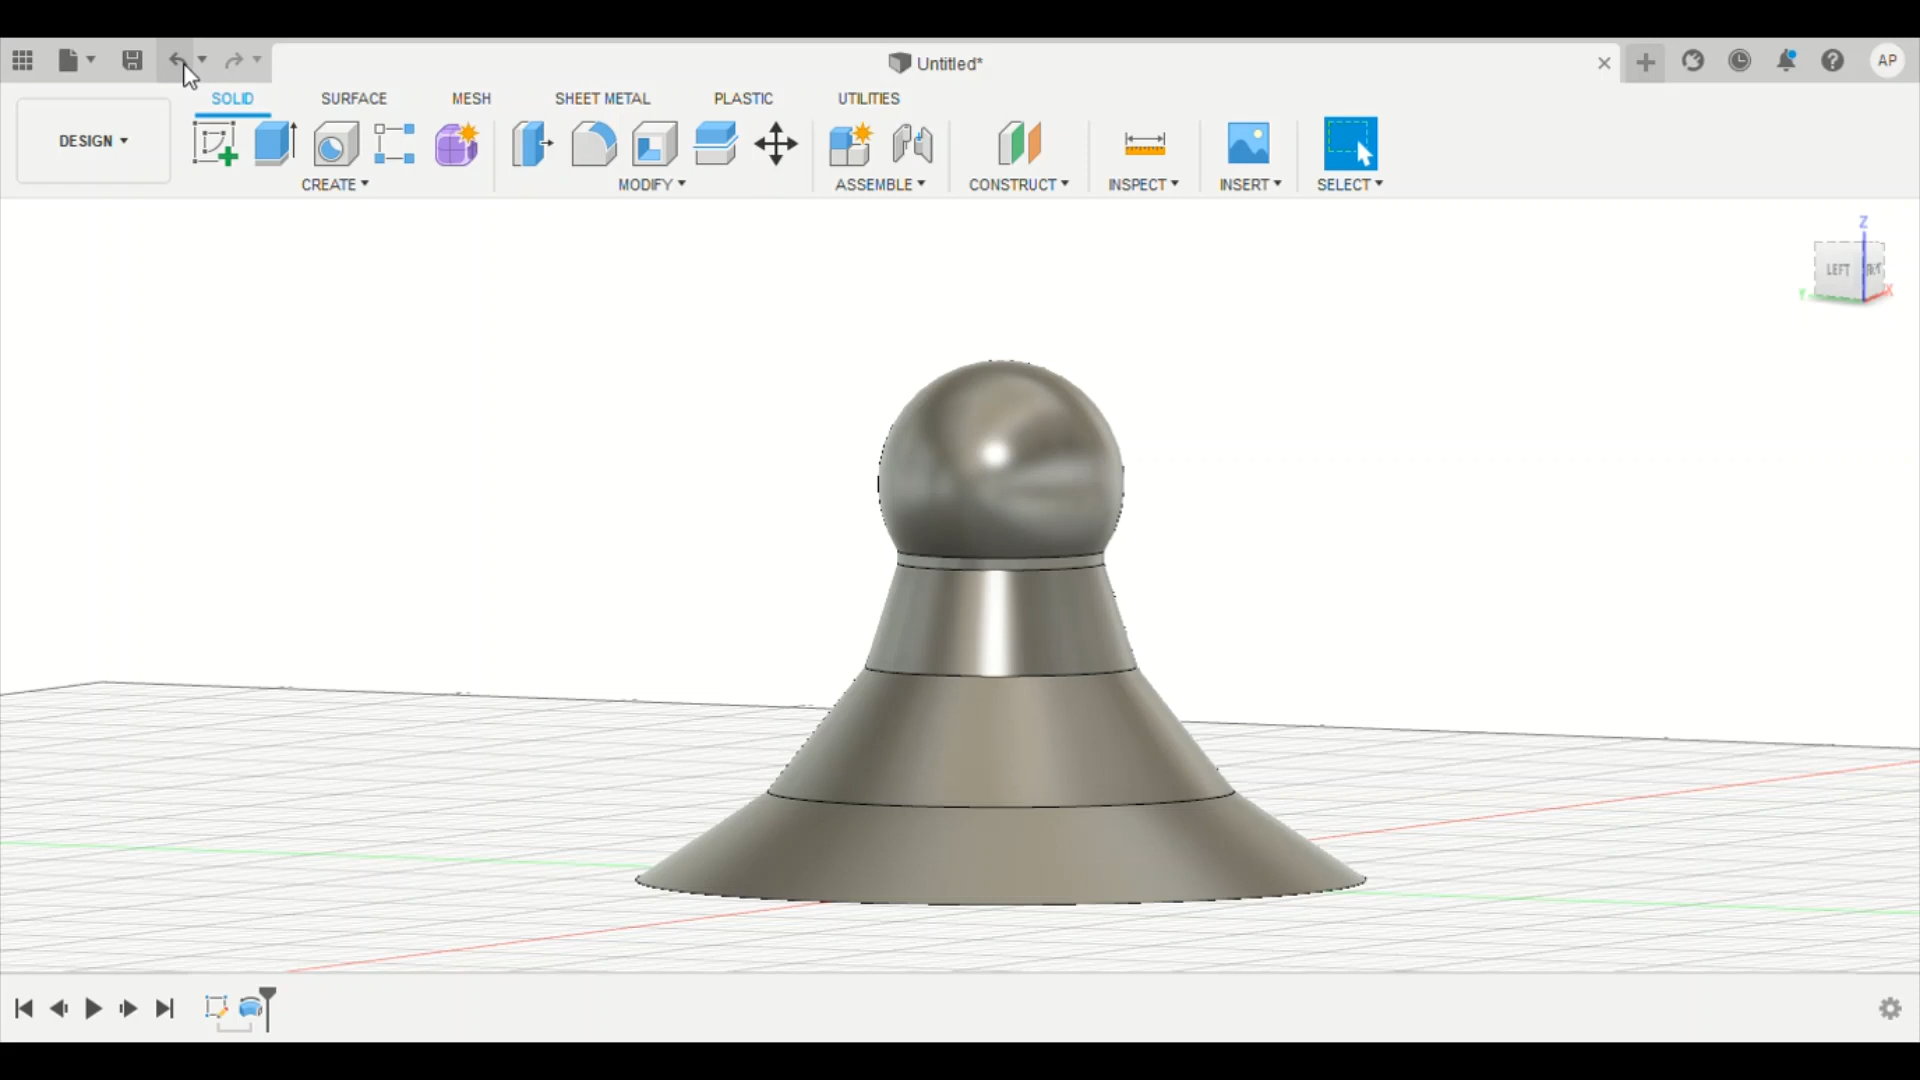 Untitled*
AP
SOLID SURFACE MESH SHEET METAL PLASTIC UTILITIES
DESIGN
CREATE MODIFY ASSEMBLE CONSTRUCT INSPECT INSERT SELECT
Z
LEFT
Y X